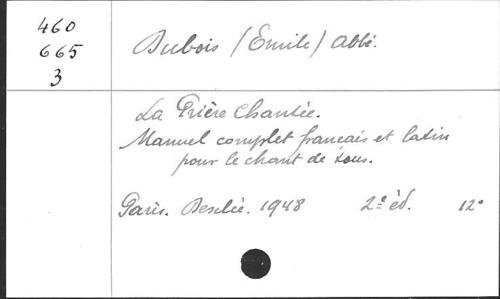 460
665
3
Dubois (Emile) Abbé.
La Prière Chantée.
Manuel complet français et latin
pour le chant de tous.
Paris. Desclée. 1948 2e éd. 12°